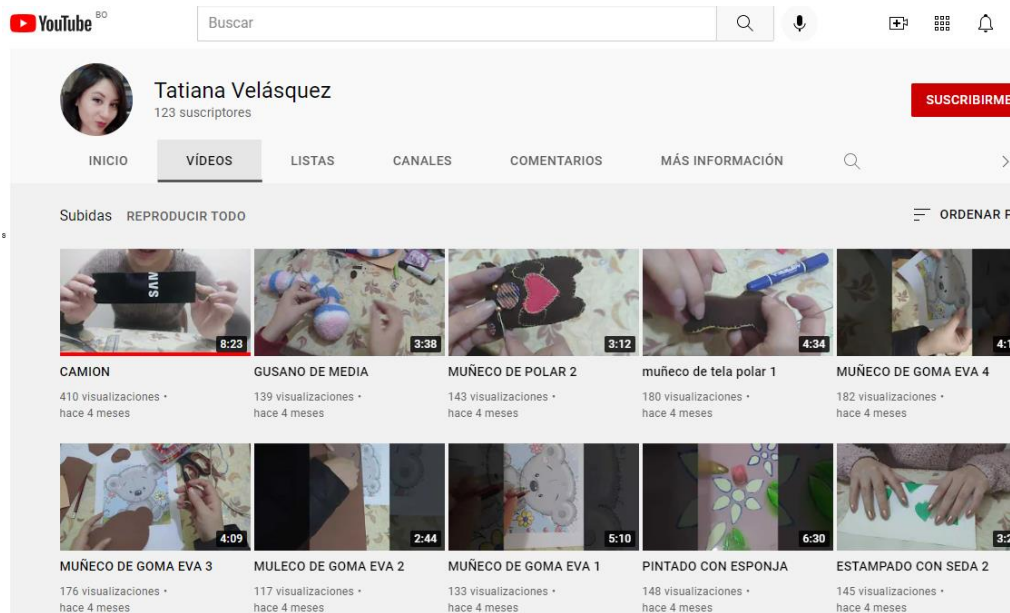 YouTube BO
Buscar
Tatiana Velásquez
123 suscriptores
SUSCRIBIRME
INICIO VÍDEOS LISTAS CANALES COMENTARIOS MÁS INFORMACIÓN
Subidas REPRODUCIR TODO ORDENAR P
SAN
8:23 3:38 3:12 4:34 4:1
CAMION GUSANO DE MEDIA MUÑECO DE POLAR 2 muñeco de tela polar 1 MUÑECO DE GOMA EVA 4
410 visualizaciones • 139 visualizaciones • 143 visualizaciones • 180 visualizaciones • 182 visualizaciones •
hace 4 meses hace 4 meses hace 4 meses hace 4 meses hace 4 meses
4:09 2:44 5:10 6:30 3:2
MUÑECO DE GOMA EVA 3 MULECO DE GOMA EVA 2 MUÑECO DE GOMA EVA 1 PINTADO CON ESPONJA ESTAMPADO CON SEDA 2
176 visualizaciones • 117 visualizaciones • 133 visualizaciones • 148 visualizaciones • 145 visualizaciones •
hace 4 meses hace 4 meses hace 4 meses hace 4 meses hace 4 meses